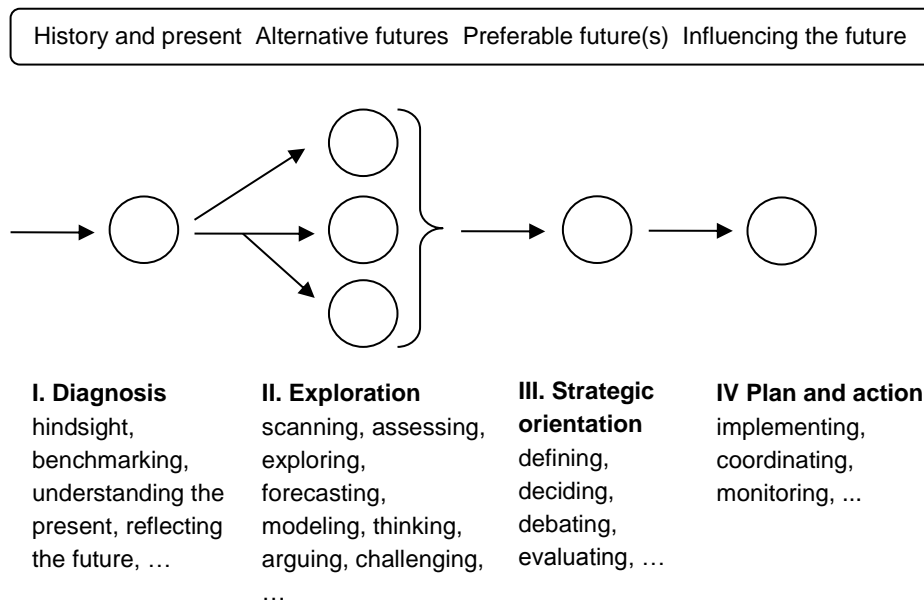 History and present Alternative futures Preferable future(s) Influencing the future
I. Diagnosis
hindsight,
benchmarking,
understanding the
present, reflecting
the future, …
II. Exploration
scanning, assessing,
exploring,
forecasting,
modeling, thinking,
arguing, challenging,
…
III. Strategic
orientation
defining,
deciding,
debating,
evaluating, …
IV Plan and action
implementing,
coordinating,
monitoring, ...